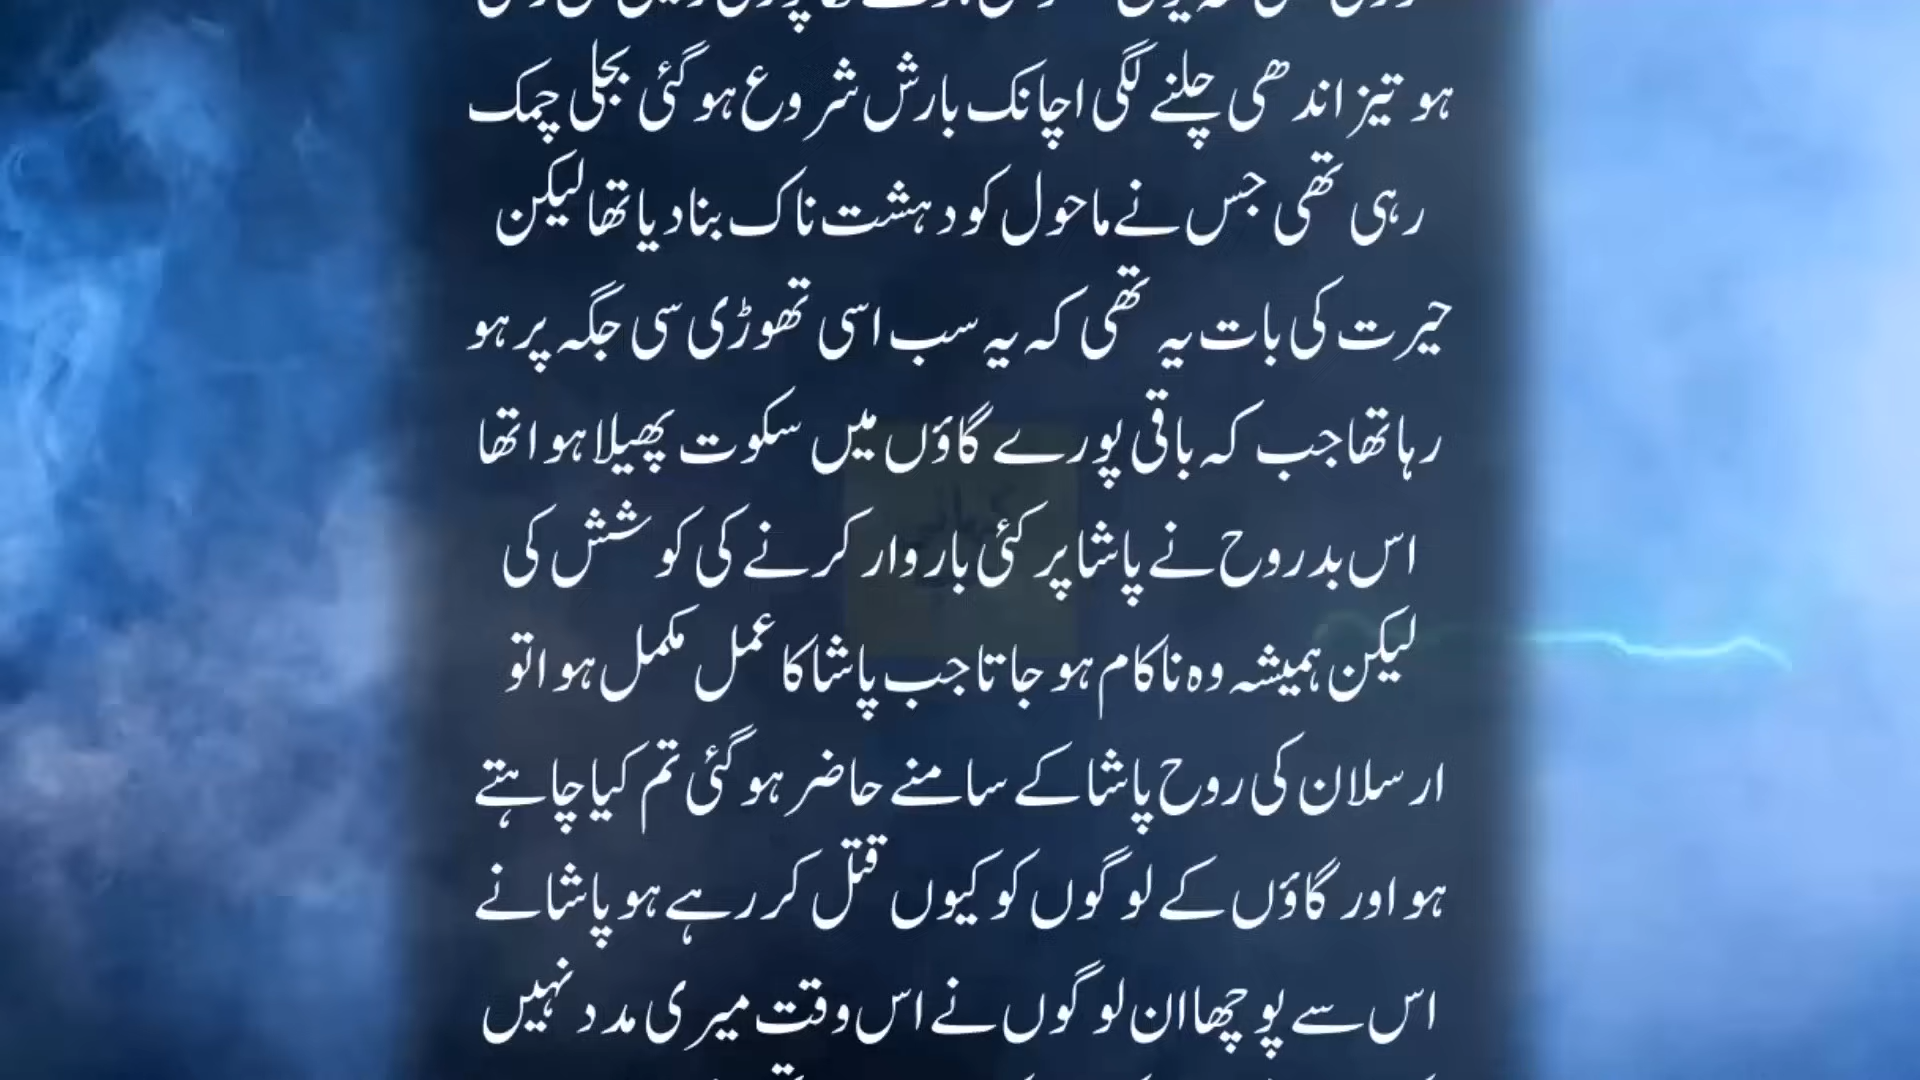 ہو تیز اندھی چلنے لگی اچانک بارش شروع ہو گئی بجلی چمک
رہی تھی جس نے ماحول کو دہشت ناک بنا دیا تھا لیکن
حیرت کی بات یہ تھی کہ یہ سب اسی تھوڑی سی جگہ پر ہو
رہا تھا جب کہ باقی پورے گاؤں میں سکوت پھیلا ہوا تھا
اس بدروح نے پاشا پر کئی بار وار کرنے کی کوشش کی
لیکن ہمیشہ وہ ناکام ہو جاتا جب پاشا کا عمل مکمل ہوا تو
ارسلان کی روح پاشا کے سامنے حاضر ہو گئی تم کیا چاہتے
ہو اور گاؤں کے لوگوں کو کیوں قتل کر رہے ہو پاشا نے
اس سے پوچھا ان لوگوں نے اس وقت میری مدد نہیں